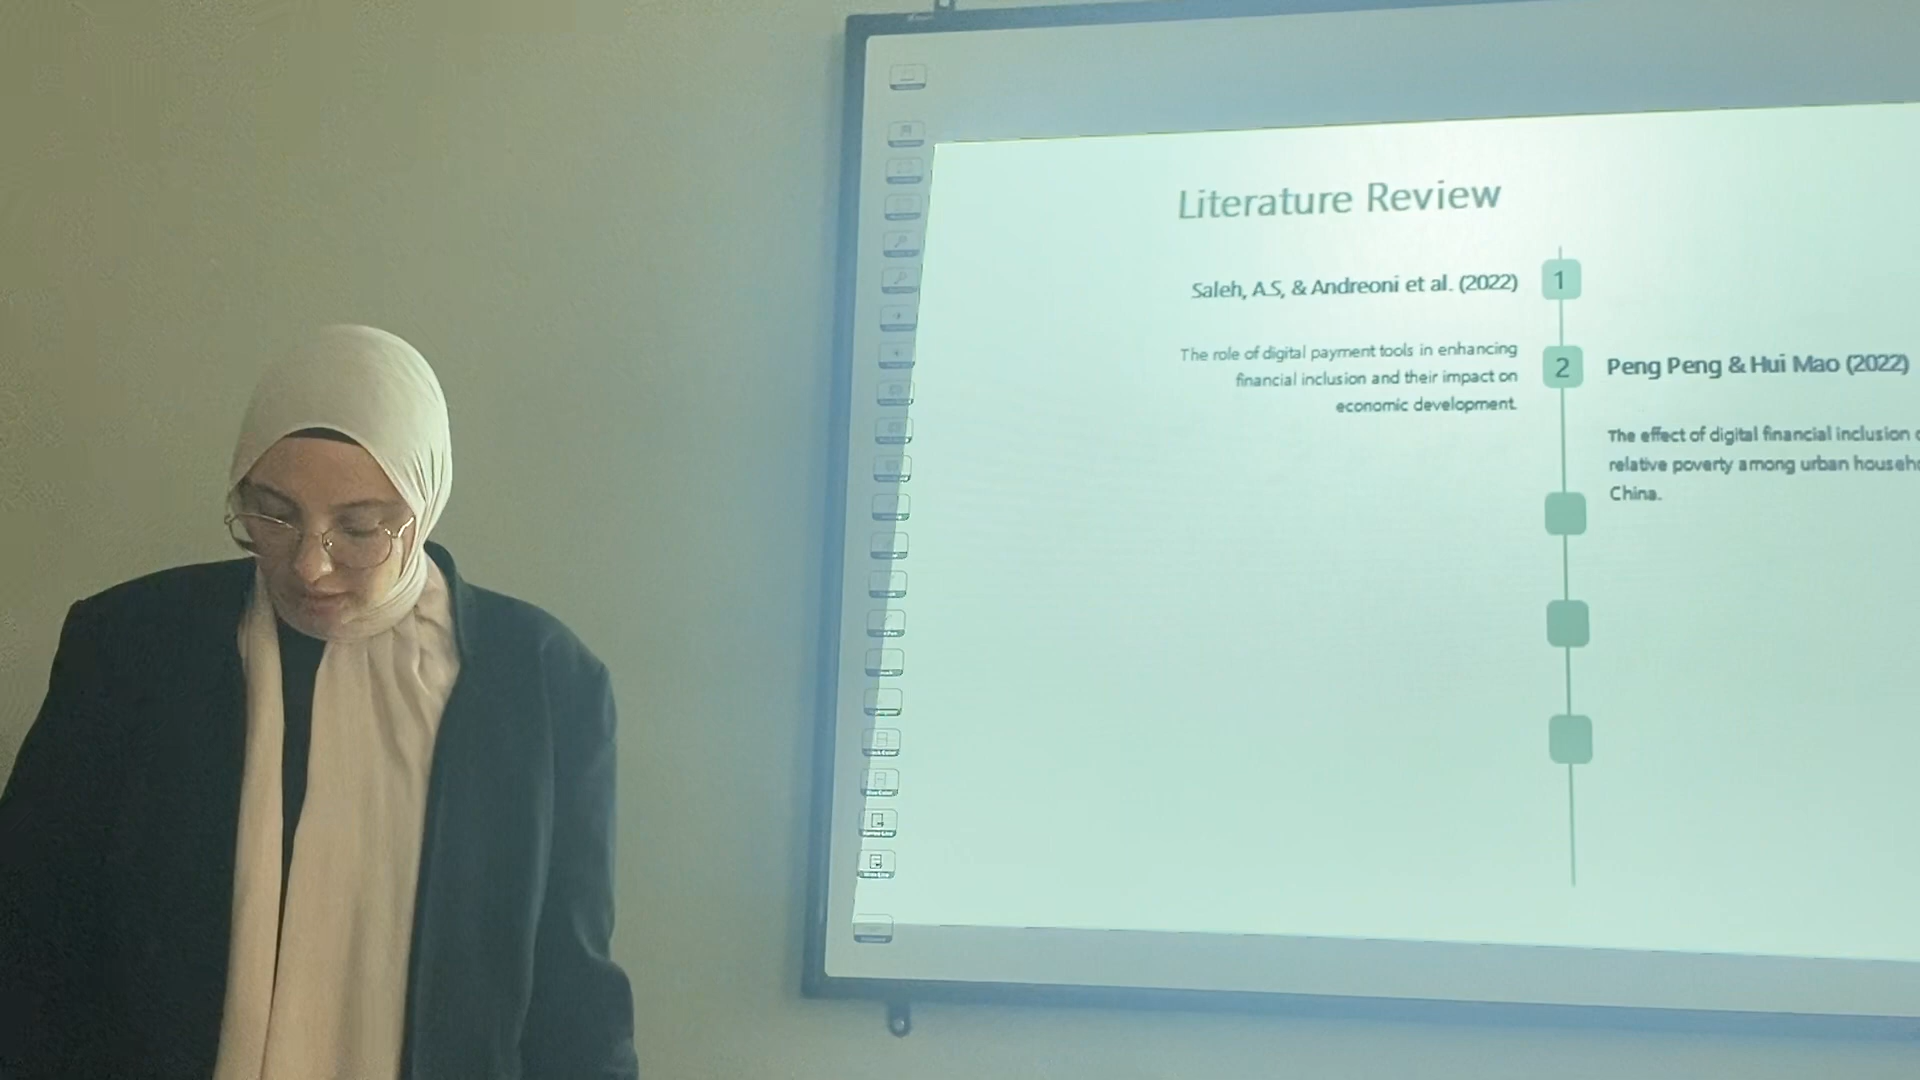 Literature Review
Saleh, A.S, & Andreoni et al. (2022)
1
The role of digital payment tools in enhancing
financial inclusion and their impact on
economic development.
2
Peng Peng & Hui Mao (2022)
The effect of digital financial inclusion
relative poverty among urban
China.